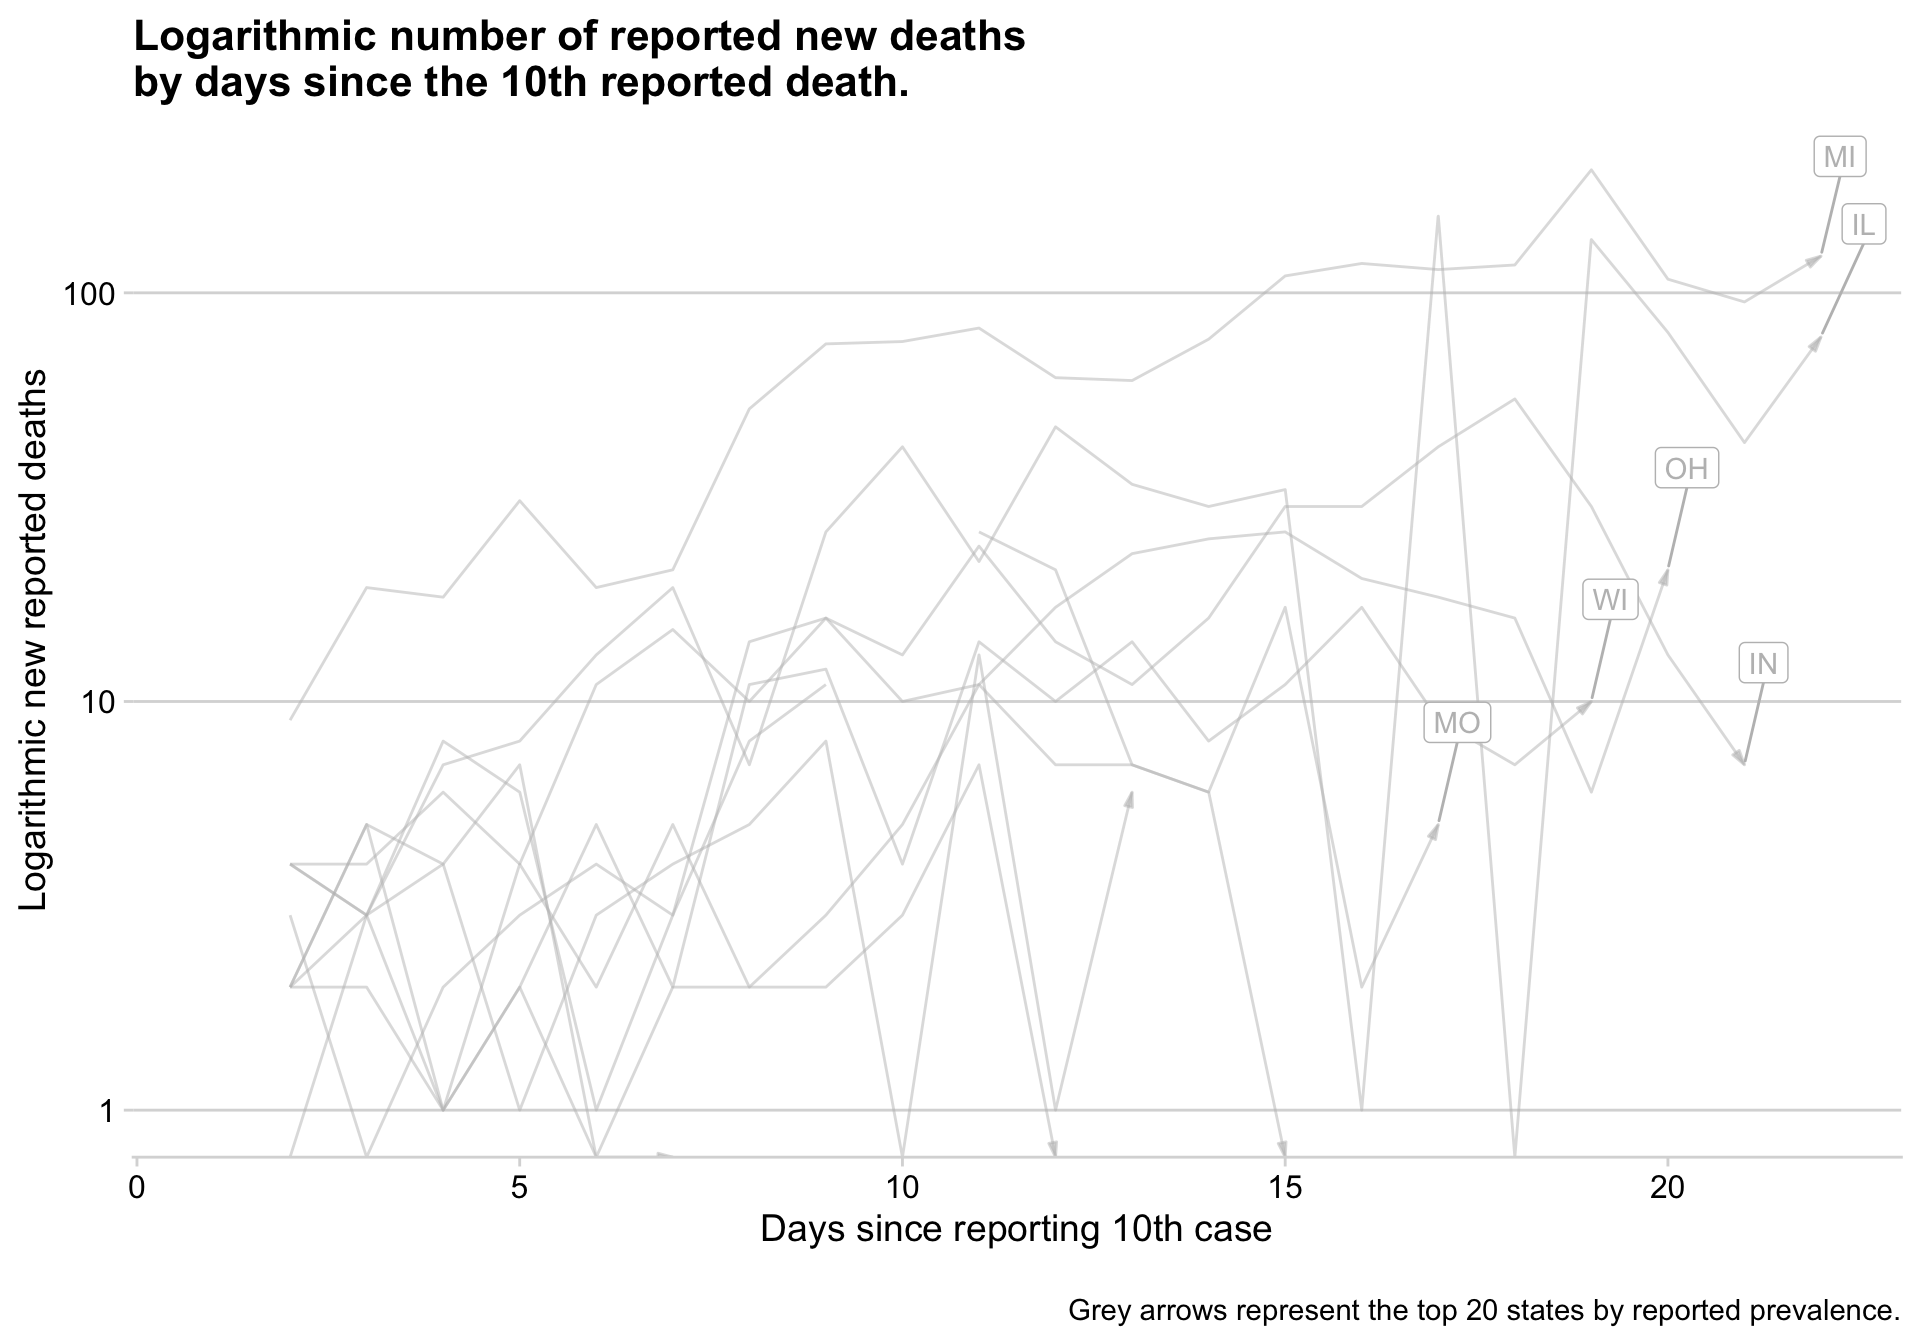 Logarithmic number of reported new deaths
by days since the 10th reported death.
MI
IL
100
OH
WI
IN
10
MO
1
Logarithmic new reported deaths
0 5 10 15 20
Days since reporting 10th case
Grey arrows represent the top 20 states by reported prevalence.